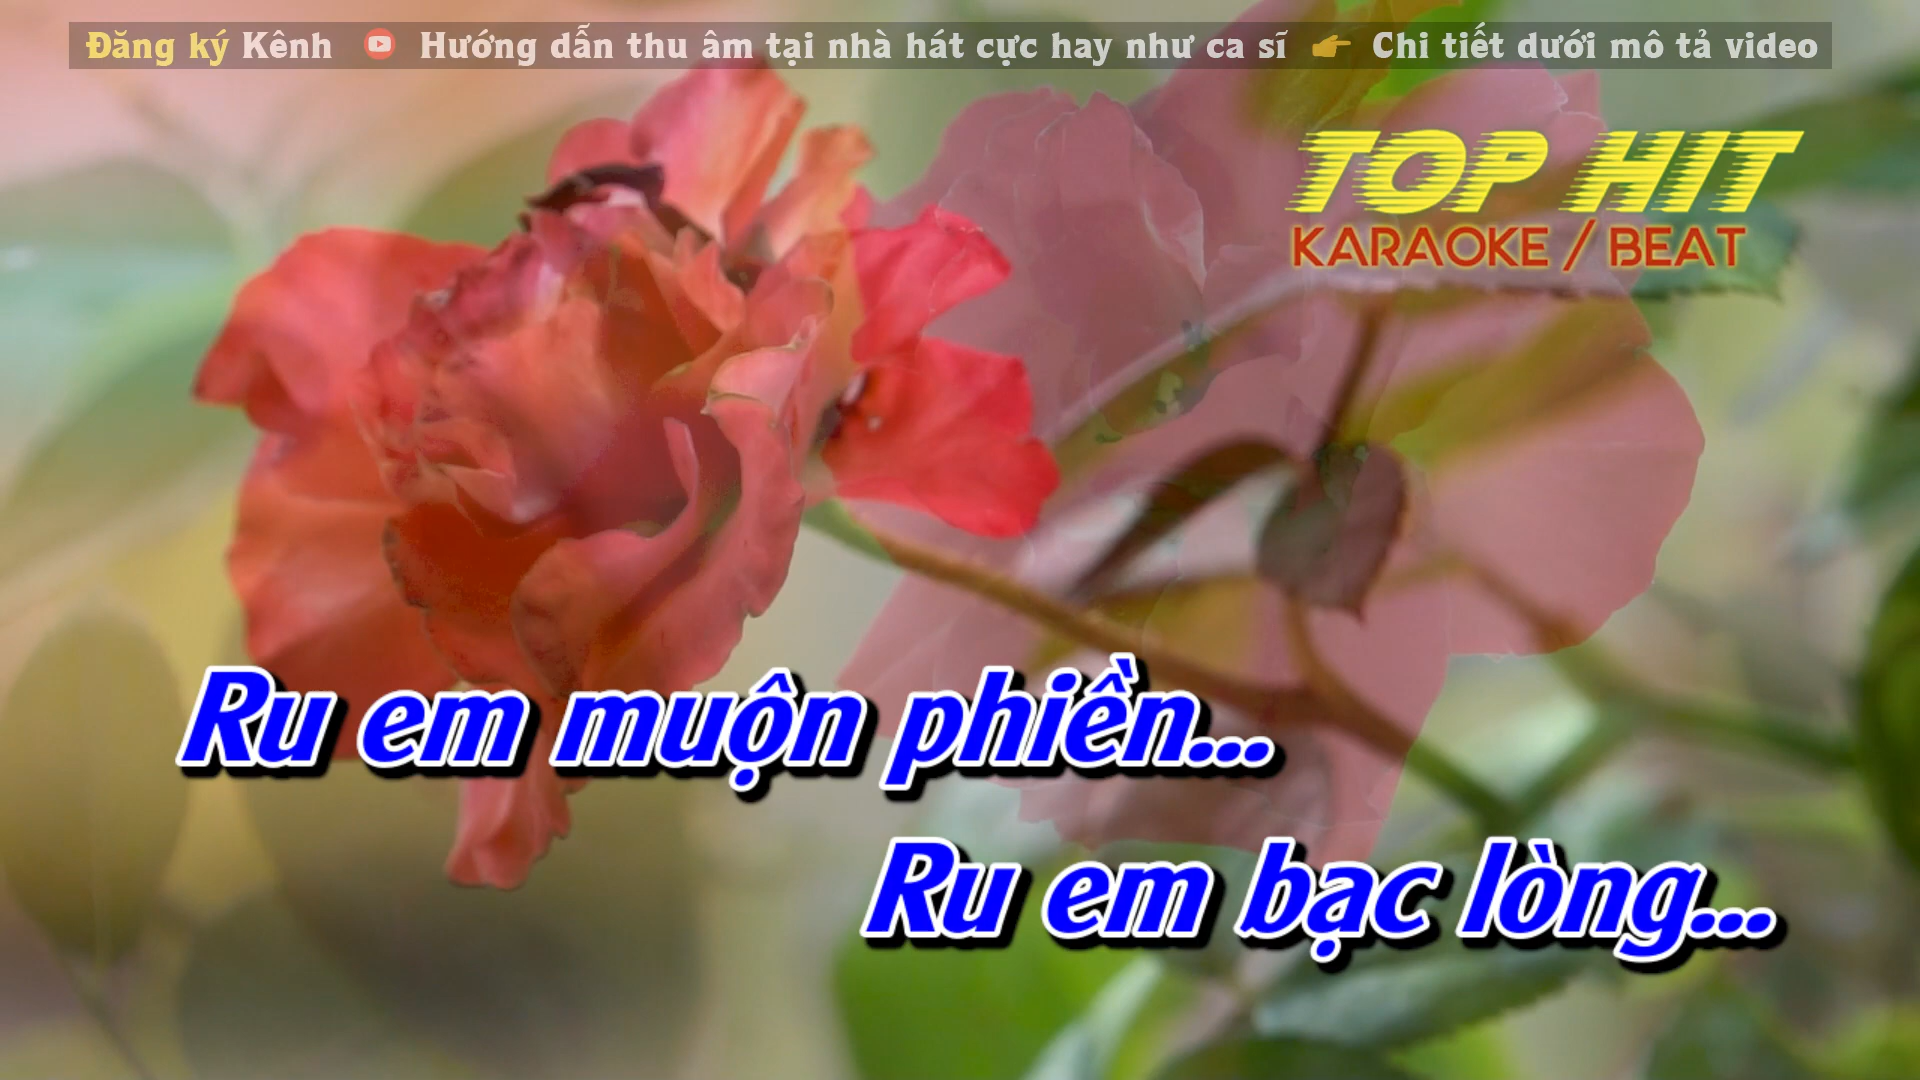 Đăng ký Kênh Hướng dẫn thu âm tại nhà hát cực hay như ca sĩ Chi tiết dưới mô tả video
TOP HIT
KARAOKE / BEAT
Ru em muộn phiền...
Ru em bạc lòng...